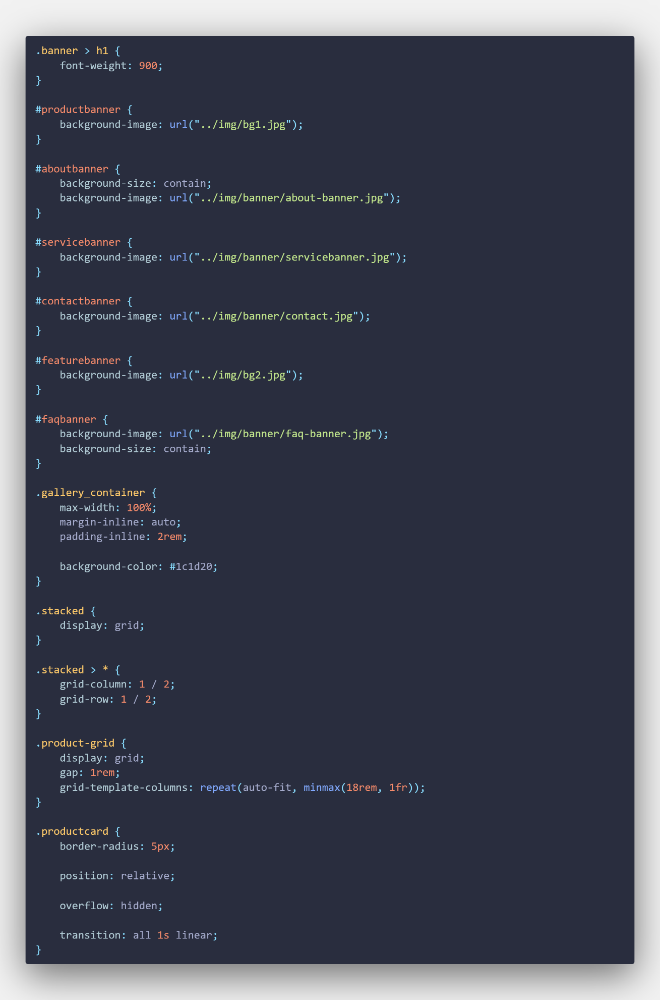 .banner > h1 {
    font-weight: 900;
}

#productbanner {
    background-image: url("../img/bg1.jpg");
}

#aboutbanner {
    background-size: contain;
    background-image: url("../img/banner/about-banner.jpg");
}

#servicebanner {
    background-image: url("../img/banner/servicebanner.jpg");
}

#contactbanner {
    background-image: url("../img/banner/contact.jpg");
}

#featurebanner {
    background-image: url("../img/bg2.jpg");
}

#faqbanner {
    background-image: url("../img/banner/faq-banner.jpg");
    background-size: contain;
}

.gallery_container {
    max-width: 100%;
    margin-inline: auto;
    padding-inline: 2rem;

    background-color: #1c1d20;
}

.stacked {
    display: grid;
}

.stacked > * {
    grid-column: 1 / 2;
    grid-row: 1 / 2;
}

.product-grid {
    display: grid;
    gap: 1rem;
    grid-template-columns: repeat(auto-fit, minmax(18rem, 1fr));
}

.productcard {
    border-radius: 5px;

    position: relative;

    overflow: hidden;

    transition: all 1s linear;
}